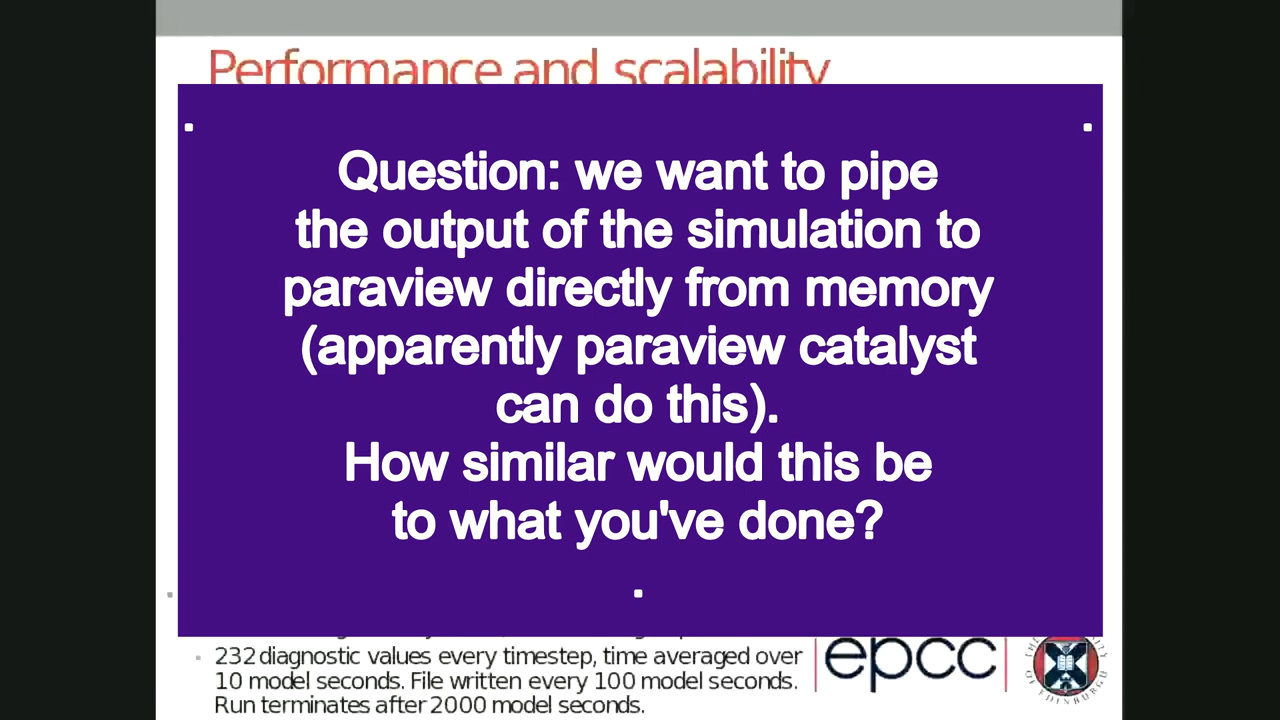 Performance and scalability
Question: we want to pipe
the output of the simulation to
paraview directly from memory
(apparently paraview catalyst
can do this).
How similar would this be
to what you've done?
232 diagnostic values every timestep, time averaged over
10 model seconds. File written every 100 model seconds.
Run terminates after 2000 model seconds.
epcc